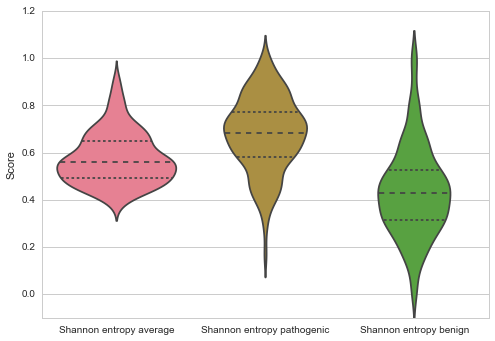 1.2
1.0
0.8
0.6
0.4
0.2
0.0
Score
Shannon entropy average
Shannon entropy pathogenic
Shannon entropy benign